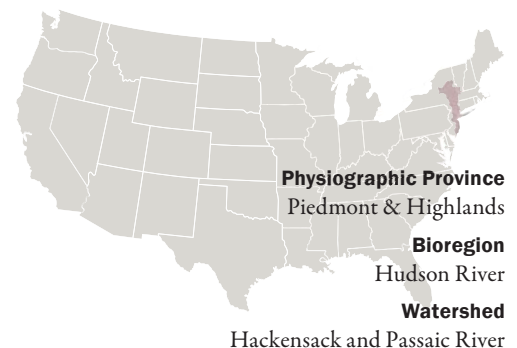 Physiographic Province
Piedmont & Highlands
Bioregion
Hudson River
Watershed
Hackensack and Passaic River